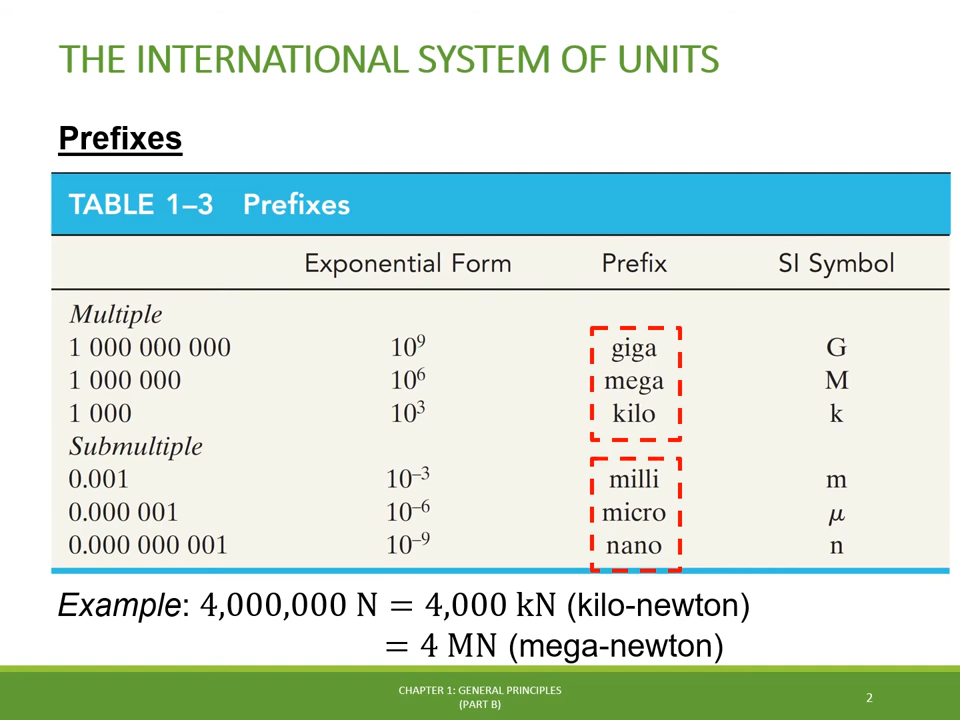 THE INTERNATIONAL SYSTEM OF UNITS
Prefixes
TABLE 1–3 Prefixes
Exponential Form Prefix SI Symbol
Multiple
1 000 000 000 10⁹ giga G
1 000 000 10⁶ mega M
1 000 10³ kilo k
Submultiple
0.001 10⁻³ milli m
0.000 001 10⁻⁶ micro μ
0.000 000 001 10⁻⁹ nano n
Example: 4,000,000 N = 4,000 kN (kilo-newton)
= 4 MN (mega-newton)
CHAPTER 1: GENERAL PRINCIPLES
(PART B)
2